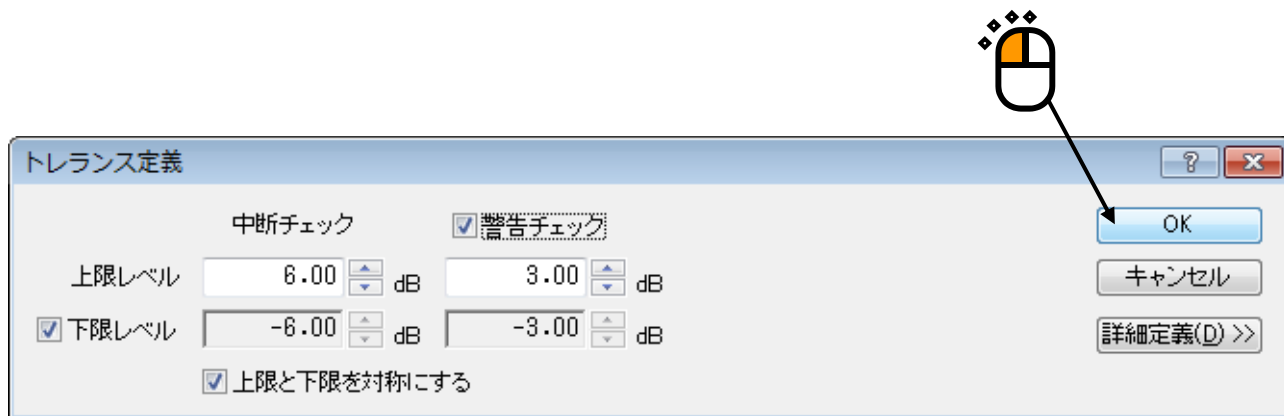 トレランス定義
中断チェック 警告チェック OK
上限レベル 6.00 dB 3.00 dB キャンセル
下限レベル -6.00 dB -3.00 dB 詳細定義(D) >>
上限と下限を対称にする